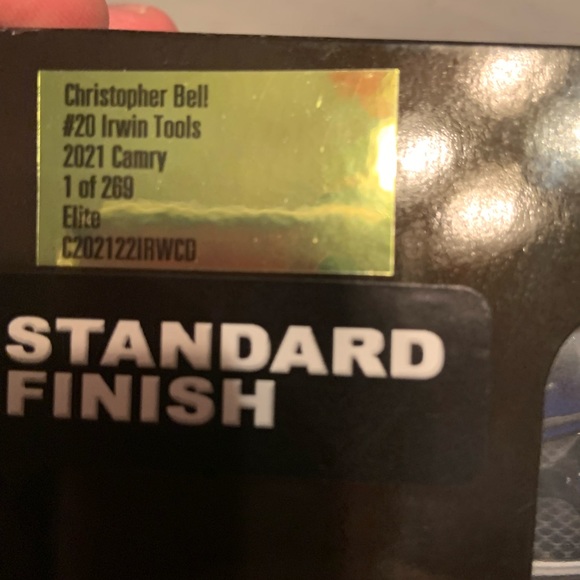 Christopher Bell
#20 Irwin Tools
2021 Camry
1 of 269
Elite
C202122IRWCD
STANDARD
FINISH